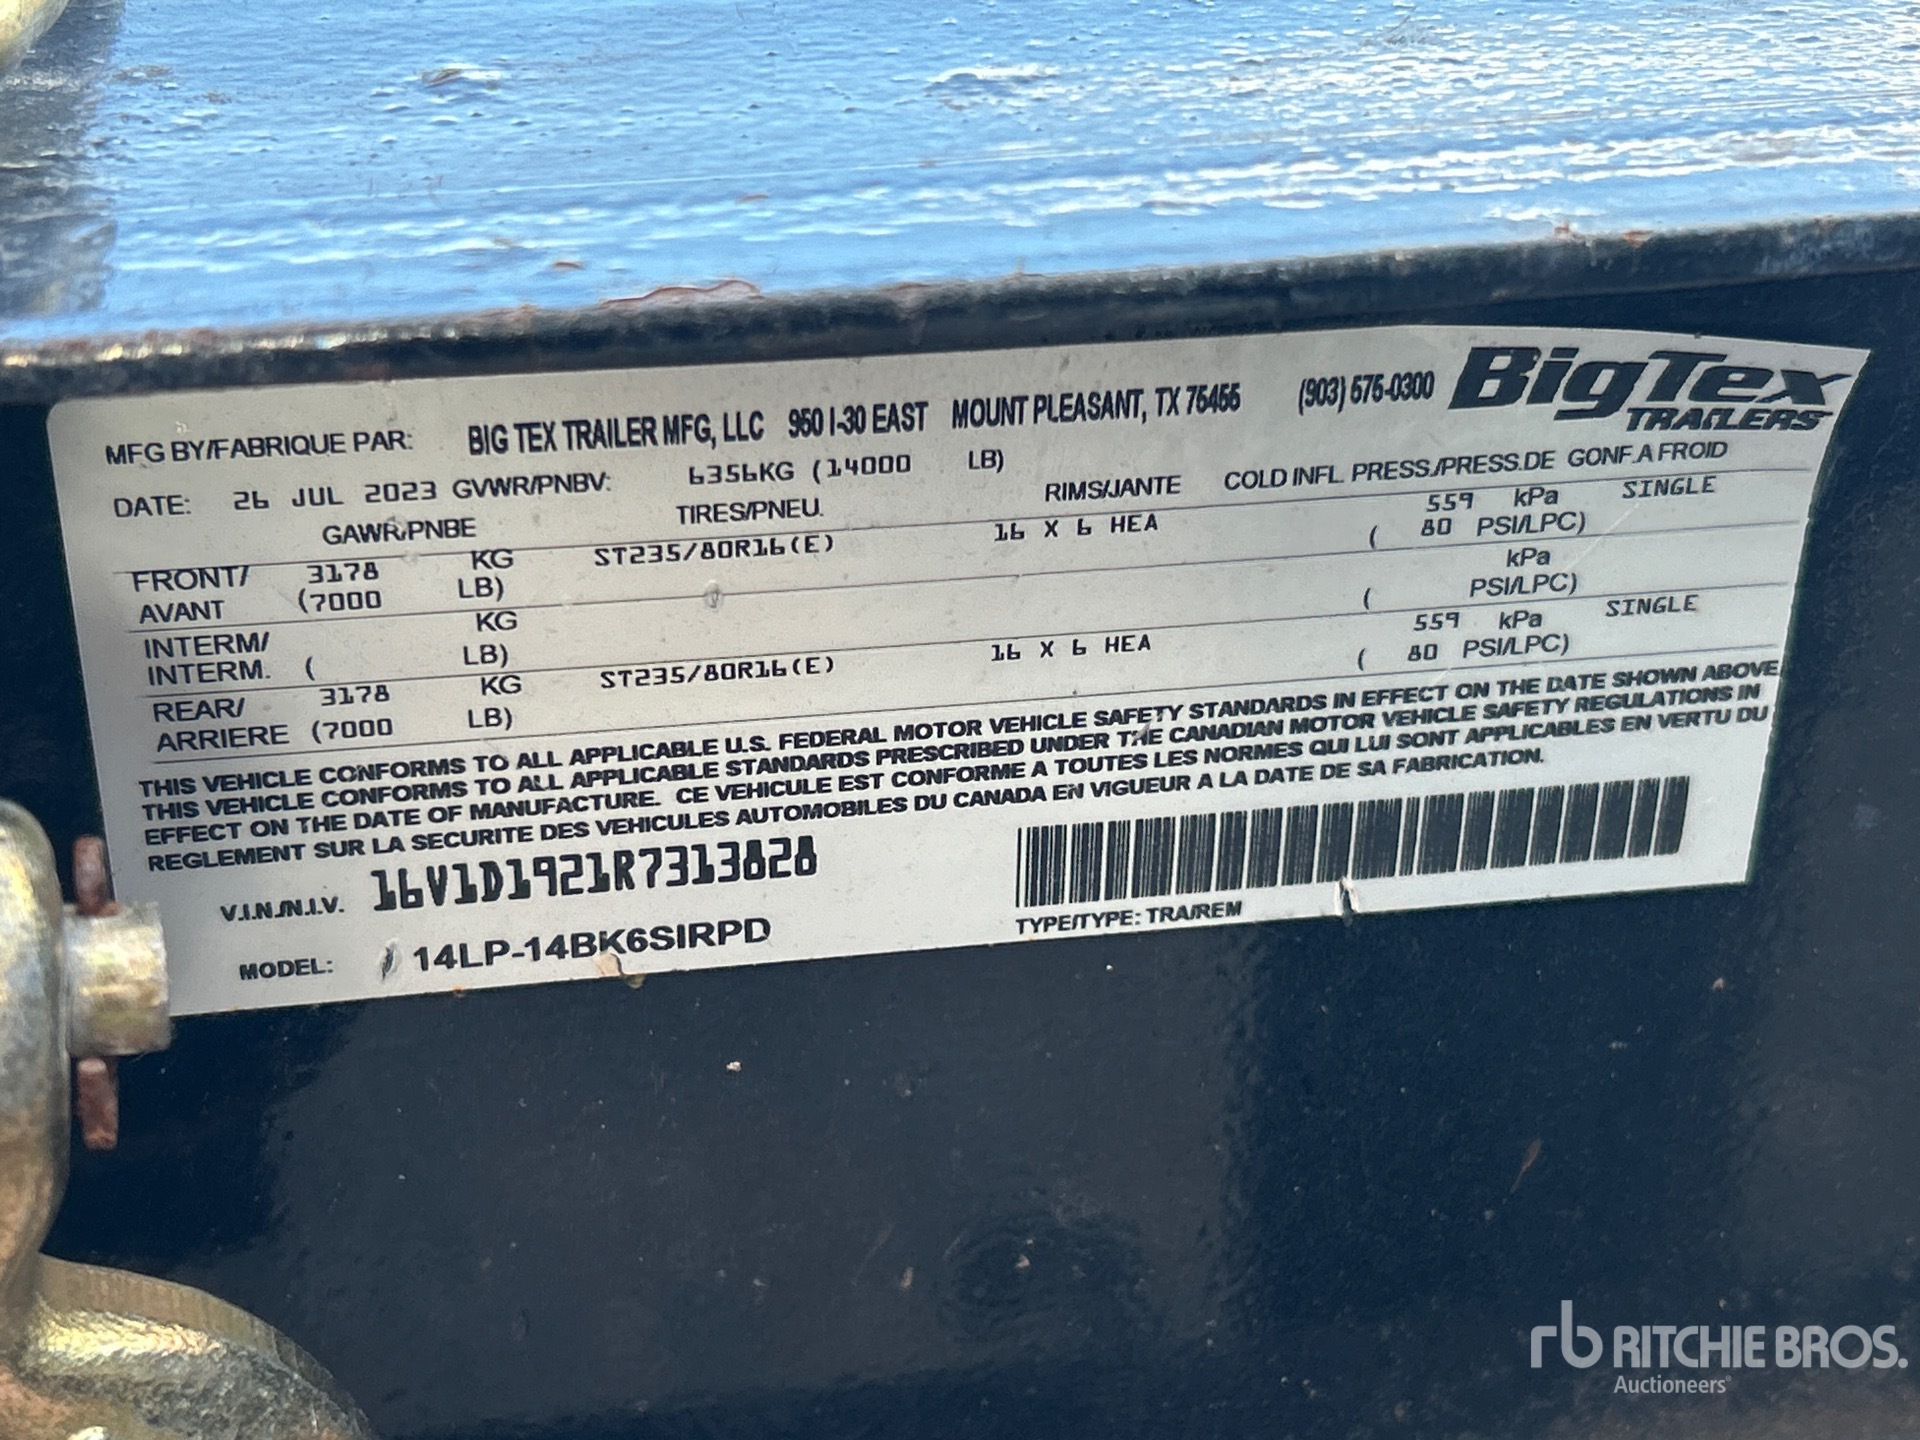 MFG BY/FABRIQUE PAR: BIG TEX TRAILER MFG, LLC 950 I-30 EAST MOUNT PLEASANT, TX 75455 (903) 575-0300 BigTex TRAILERS
DATE: 26 JUL 2023 GVWR/PNBV: 6356KG (14000 LB)
GAWR/PNBE TIRES/PNEU. RIMS/JANTE COLD INFL. PRESS./PRESS.DE GONF.A FROID
FRONT/ 3178 KG ST235/80R16(E) 16 X 6 HEA 559 kPa SINGLE
AVANT (7000 LB) ( 80 PSI/LPC)
INTERM/ KG kPa
INTERM. ( LB) ( PSI/LPC)
REAR/ 3178 KG ST235/80R16(E) 16 X 6 HEA 559 kPa SINGLE
ARRIERE (7000 LB) ( 80 PSI/LPC)
THIS VEHICLE CONFORMS TO ALL APPLICABLE U.S. FEDERAL MOTOR VEHICLE SAFETY STANDARDS IN EFFECT ON THE DATE SHOWN ABOVE
THIS VEHICLE CONFORMS TO ALL APPLICABLE STANDARDS PRESCRIBED UNDER THE CANADIAN MOTOR VEHICLE SAFETY REGULATIONS IN
EFFECT ON THE DATE OF MANUFACTURE. CE VEHICULE EST CONFORME A TOUTES LES NORMES QUI LUI SONT APPLICABLES EN VERTU DU
REGLEMENT SUR LA SECURITE DES VEHICULES AUTOMOBILES DU CANADA EN VIGUEUR A LA DATE DE SA FABRICATION.
V.I.N./N.I.V. 16V1D1921R7313828
MODEL: 14LP-14BK6SIRPD
TYPE/TYPE: TRA/REM
rb RITCHIE BROS.
Auctioneers